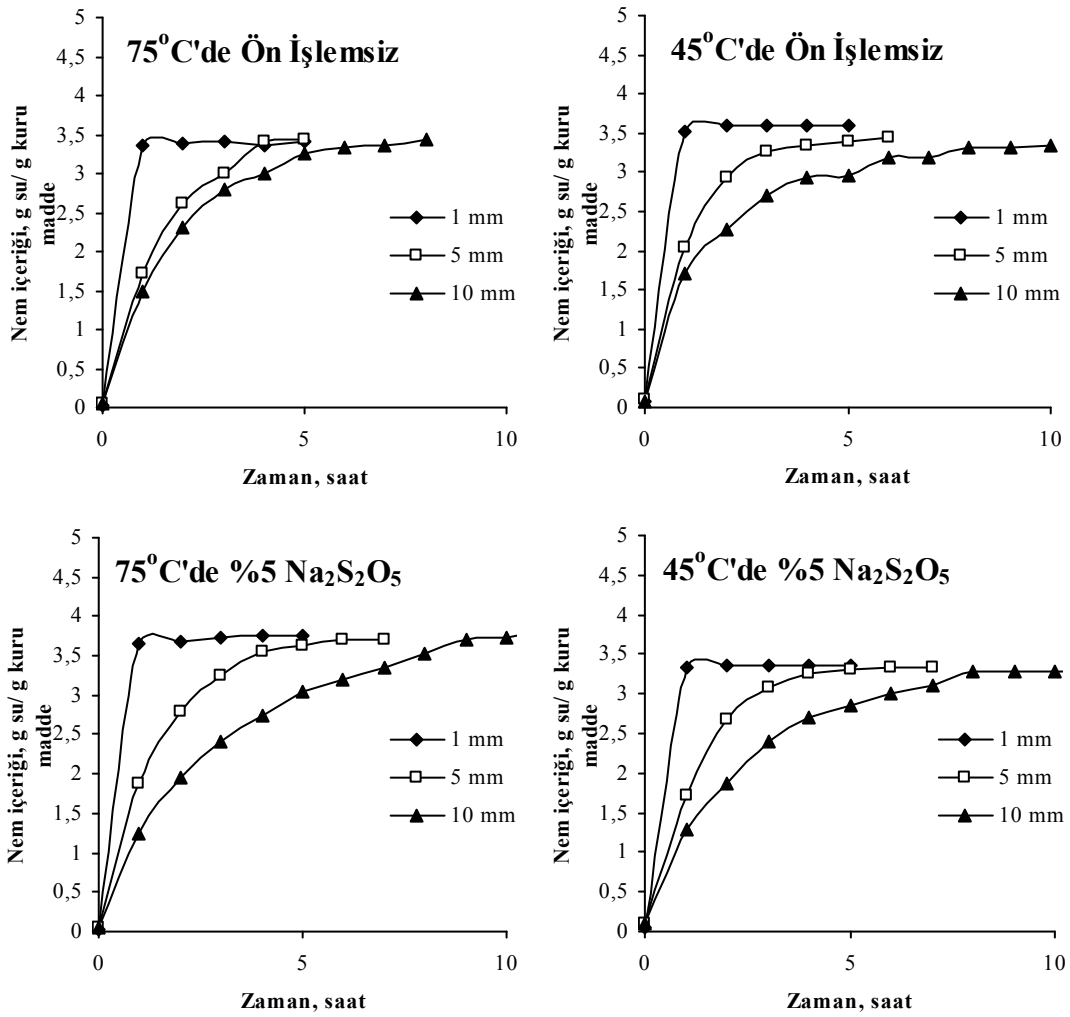 75°C'de Ön İşlemsiz
Nem içeriği, g su/ g kuru
madde
5
4,5
4
3,5
3
2,5
2
1,5
1
0,5
0
1 mm
5 mm
10 mm
0
5
10
Zaman, saat
45°C'de Ön İşlemsiz
Nem içeriği, g su/ g kuru
madde
5
4,5
4
3,5
3
2,5
2
1,5
1
0,5
0
1 mm
5 mm
10 mm
0
5
10
Zaman, saat
75°C'de %5 Na₂S₂O₅
Nem içeriği, g su/ g kuru
madde
5
4,5
4
3,5
3
2,5
2
1,5
1
0,5
0
1 mm
5 mm
10 mm
0
5
10
Zaman, saat
45°C'de %5 Na₂S₂O₅
Nem içeriği, g su/ g kuru
madde
5
4,5
4
3,5
3
2,5
2
1,5
1
0,5
0
1 mm
5 mm
10 mm
0
5
10
Zaman, saat